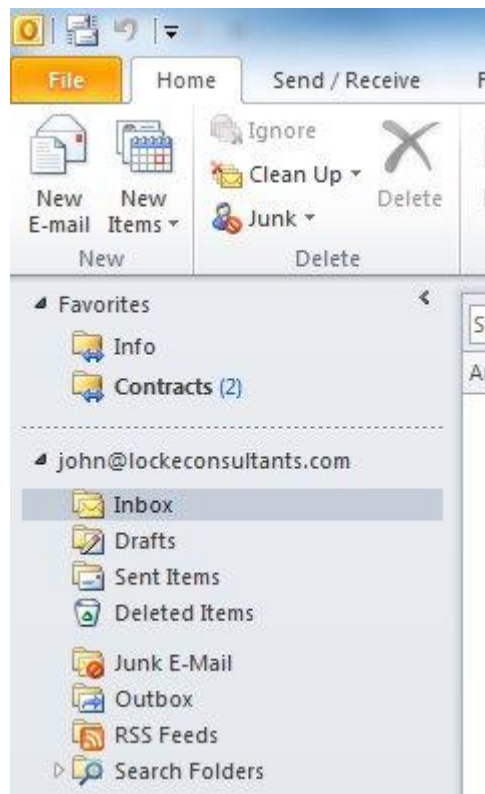 File Home Send / Receive F
Ignore
Clean Up
New E-mail New Items Junk Delete
New Delete
Favorites
Info
Contracts (2)
S
A
john@lockeconsultants.com
Inbox
Drafts
Sent Items
Deleted Items
Junk E-Mail
Outbox
RSS Feeds
Search Folders